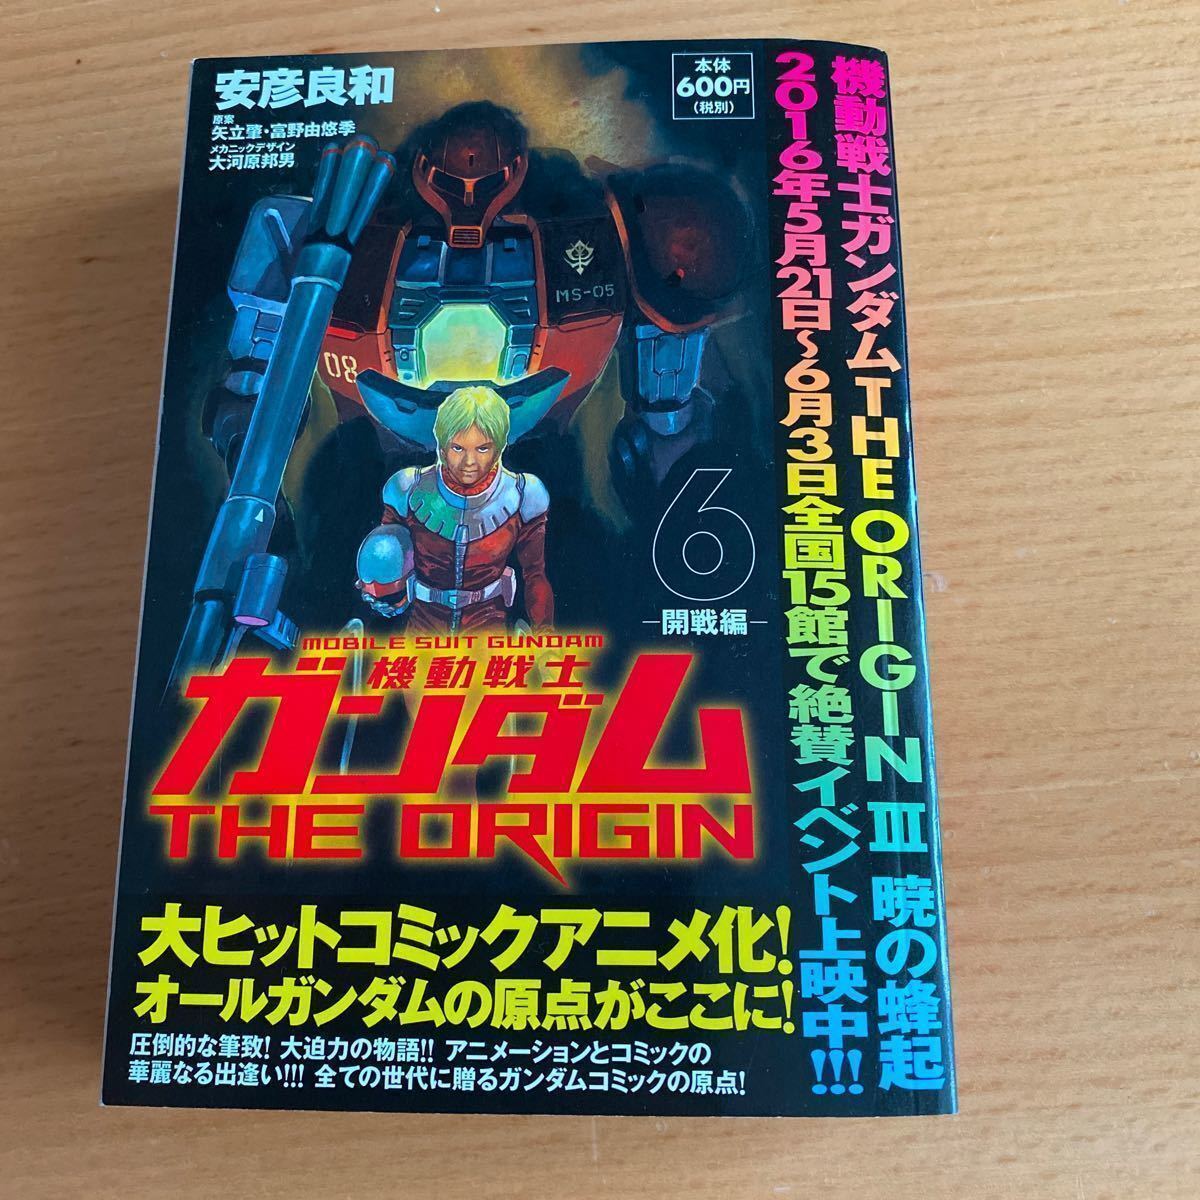 安彦良和
原案
矢立肇・富野由悠季
メカニックデザイン
大河原邦男
本体
600円
(税別)
機動戦士ガンダムTHE ORIGIN III 暁の蜂起
2016年5月21日〜6月3日全国15館で絶賛イベント上映中!!!
MS-05
08
6
開戦編
MOBILE SUIT GUNDAM
機動戦士
ガンダム
THE ORIGIN
大ヒットコミックアニメ化!
オールガンダムの原点がここに!
圧倒的な筆致! 大迫力の物語!! アニメーションとコミックの
華麗なる出逢い!!! 全ての世代に贈るガンダムコミックの原点!